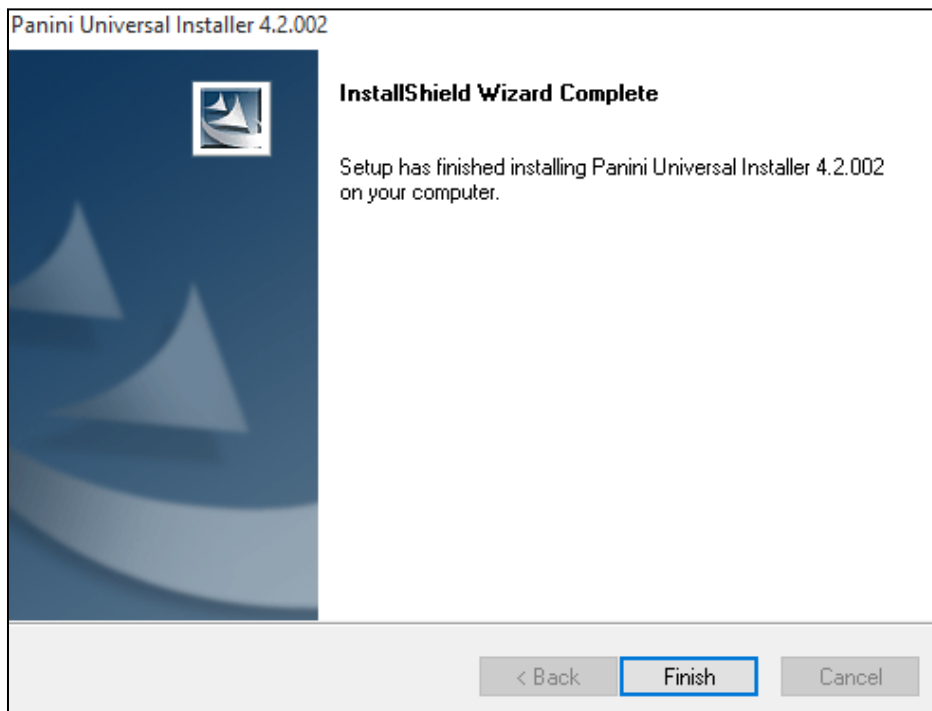 Panini Universal Installer 4.2.002
InstallShield Wizard Complete
Setup has finished installing Panini Universal Installer 4.2.002
on your computer.
< Back
Finish
Cancel